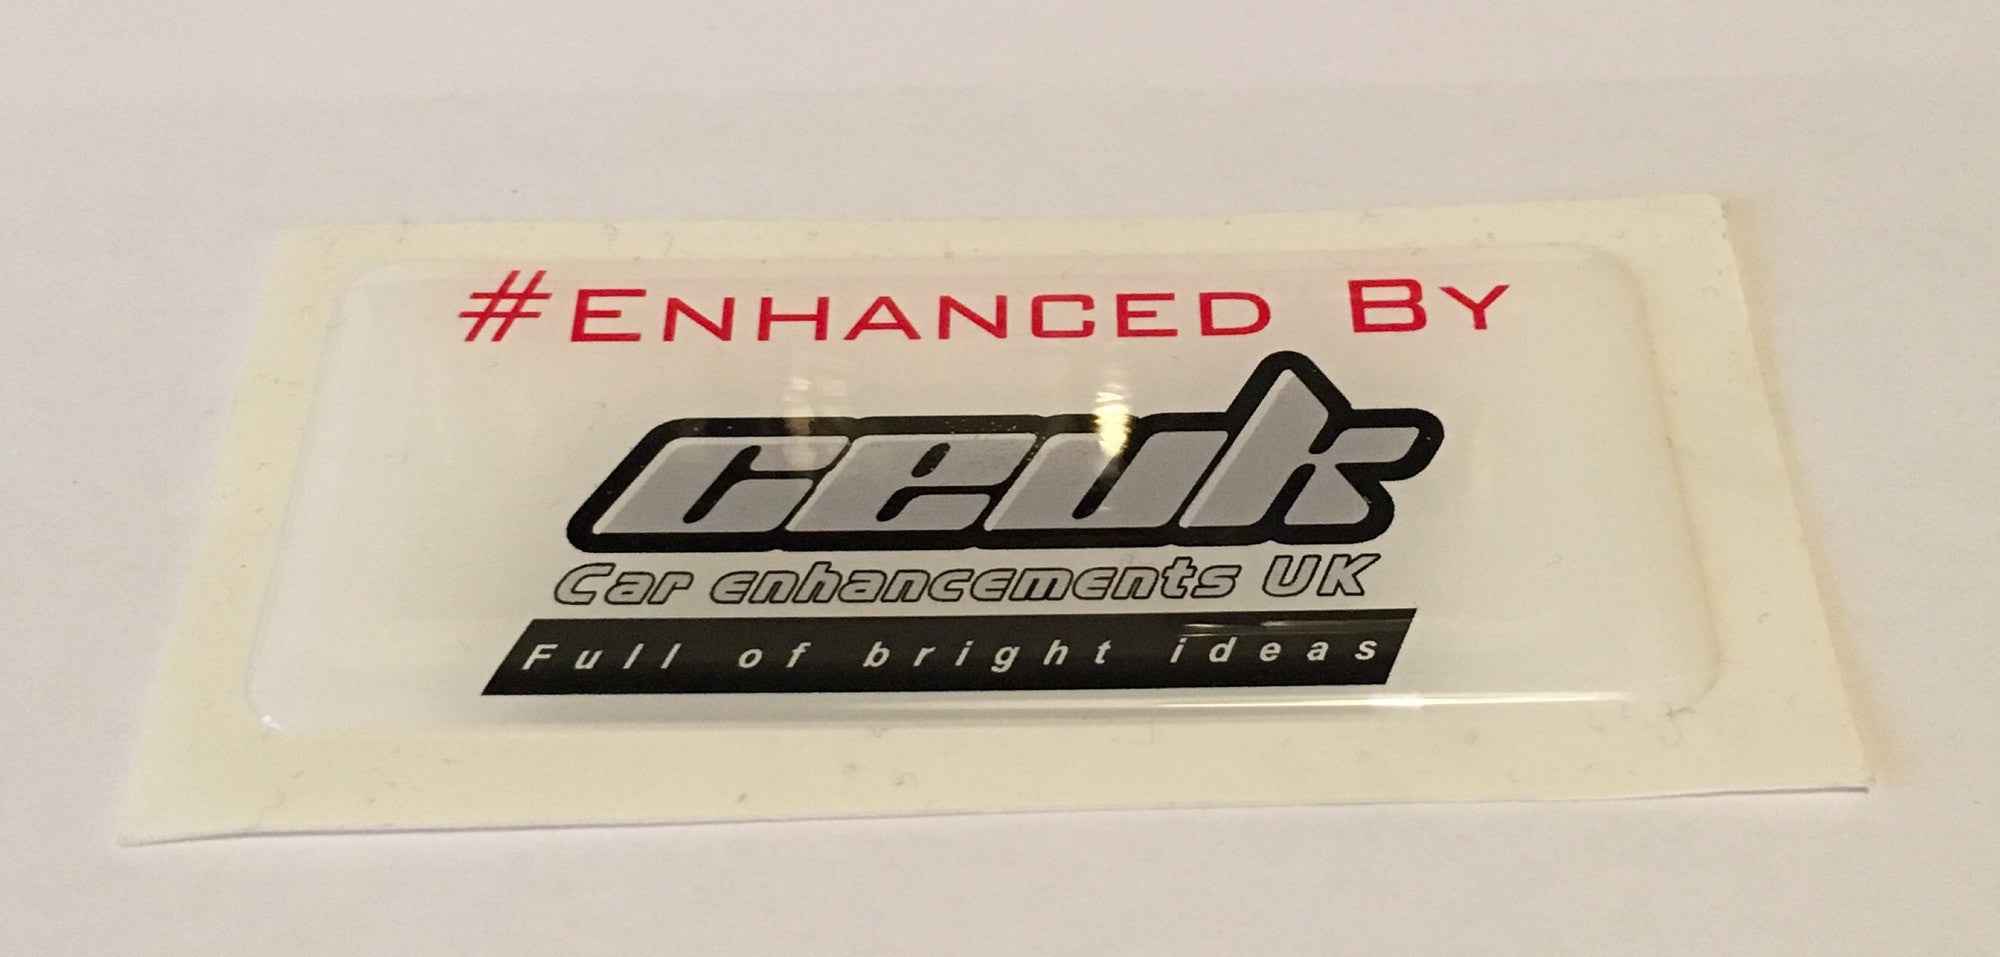 #Enhanced By
ceuk
Car enhancements UK
Full of bright ideas